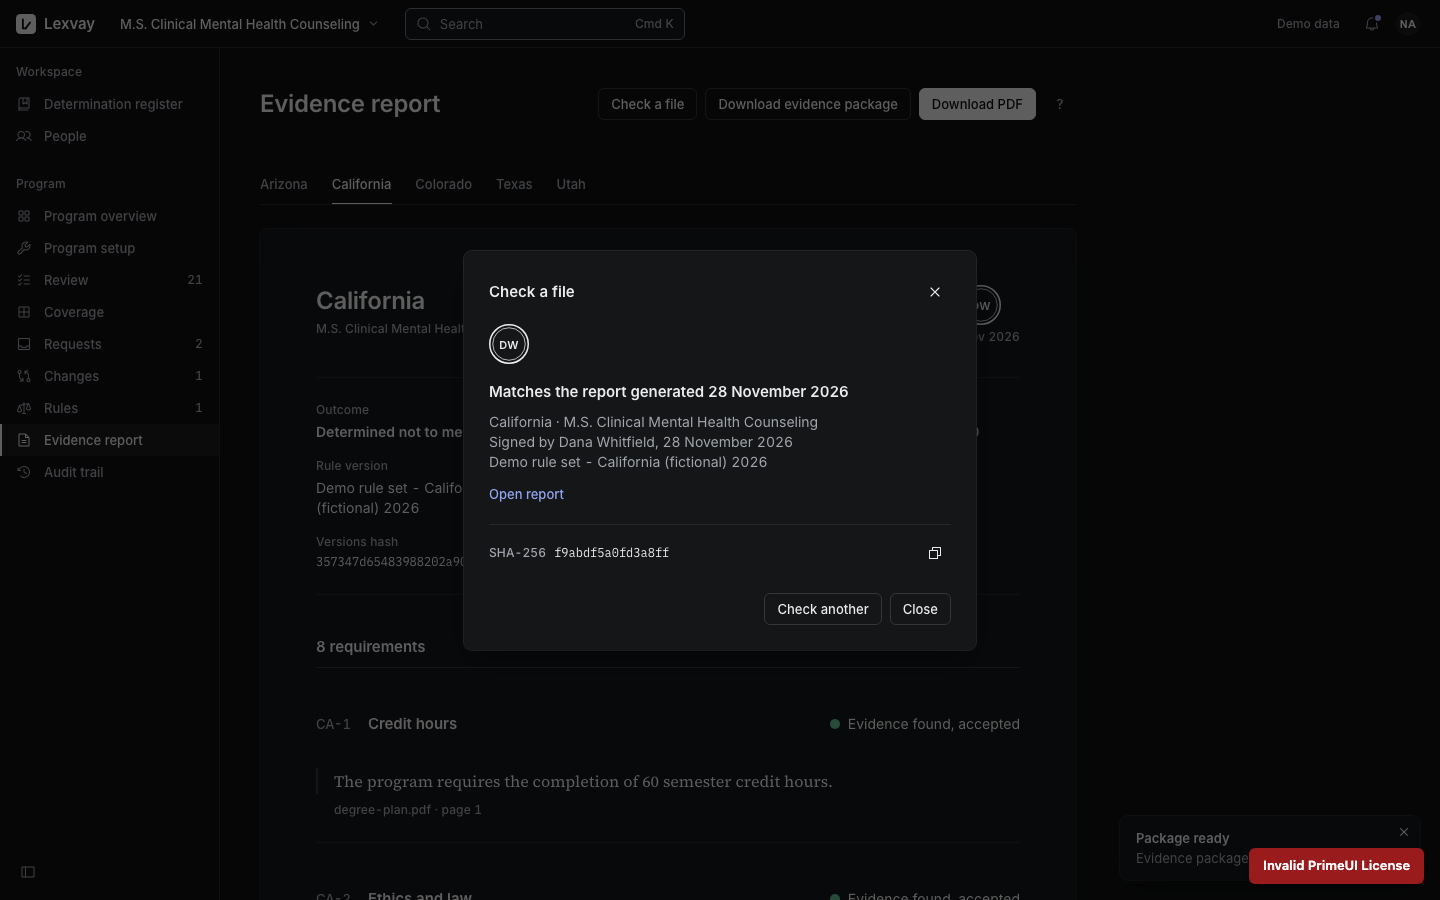 Lexvay
M.S. Clinical Mental Health Counseling
Search
Cmd K
Demo data
NA
Workspace
Determination register
People
Program
Program overview
Program setup
Review 21
Coverage
Requests 2
Changes 1
Rules 1
Evidence report
Audit trail
Evidence report
Check a file
Download evidence package
Download PDF
?
Arizona
California
Colorado
Texas
Utah
California
M.S. Clinical Mental Healt
2026
Outcome
Determined not to me
Rule version
Demo rule set - Califo
(fictional) 2026
Versions hash
357347d65483988202a90
8 requirements
CA-1 Credit hours
Evidence found, accepted
The program requires the completion of 60 semester credit hours.
degree-plan.pdf · page 1
CA-2 Ethics and law
Evidence found, accepted
Check a file
DW
Matches the report generated 28 November 2026
California · M.S. Clinical Mental Health Counseling
Signed by Dana Whitfield, 28 November 2026
Demo rule set - California (fictional) 2026
Open report
SHA-256 f9abdf5a0fd3a8ff
Check another
Close
Package ready
Evidence package
Invalid PrimeUI License